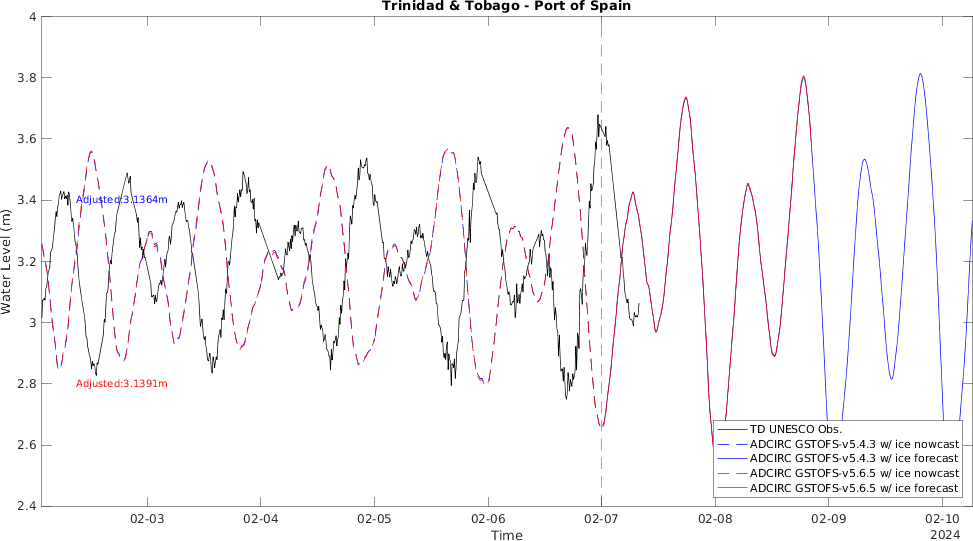 Trinidad & Tobago - Port of Spain
4
3.8
3.6
3.4
3.2
3
2.8
2.6
2.4
Water Level (m)
Adjusted:3.1364m
Adjusted:3.1391m
TD UNESCO Obs.
ADCIRC GSTOFS-v5.4.3 w/ ice nowcast
ADCIRC GSTOFS-v5.4.3 w/ ice forecast
ADCIRC GSTOFS-v5.6.5 w/ ice nowcast
ADCIRC GSTOFS-v5.6.5 w/ ice forecast
02-03 02-04 02-05 02-06 02-07 02-08 02-09 02-10
Time 2024